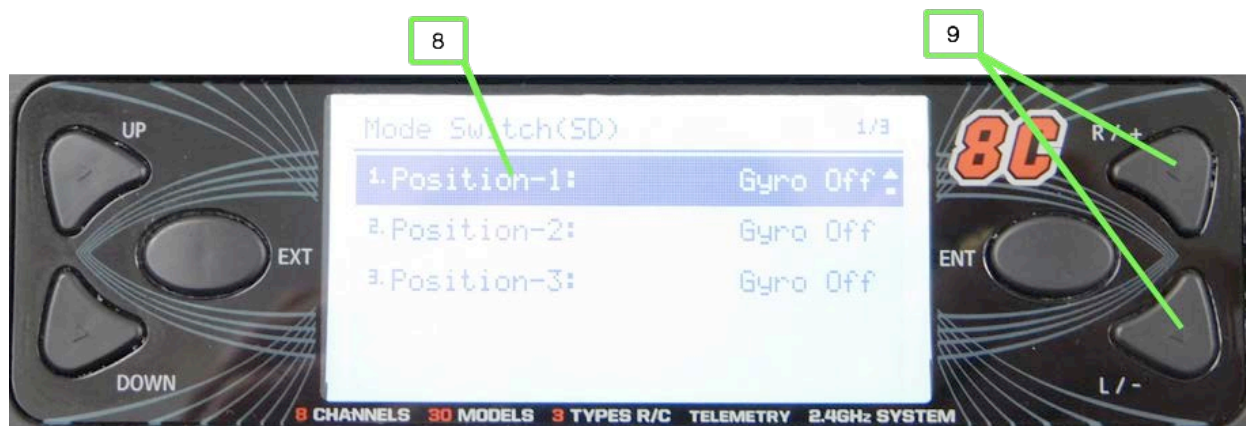 8
9
UP
R / +
8C
Mode Switch(SD) 1/3
1.Position-1: Gyro Off
2.Position-2: Gyro Off
3.Position-3: Gyro Off
EXT
ENT
DOWN
L / -
8 CHANNELS 30 MODELS 3 TYPES R/C TELEMETRY 2.4GHz SYSTEM